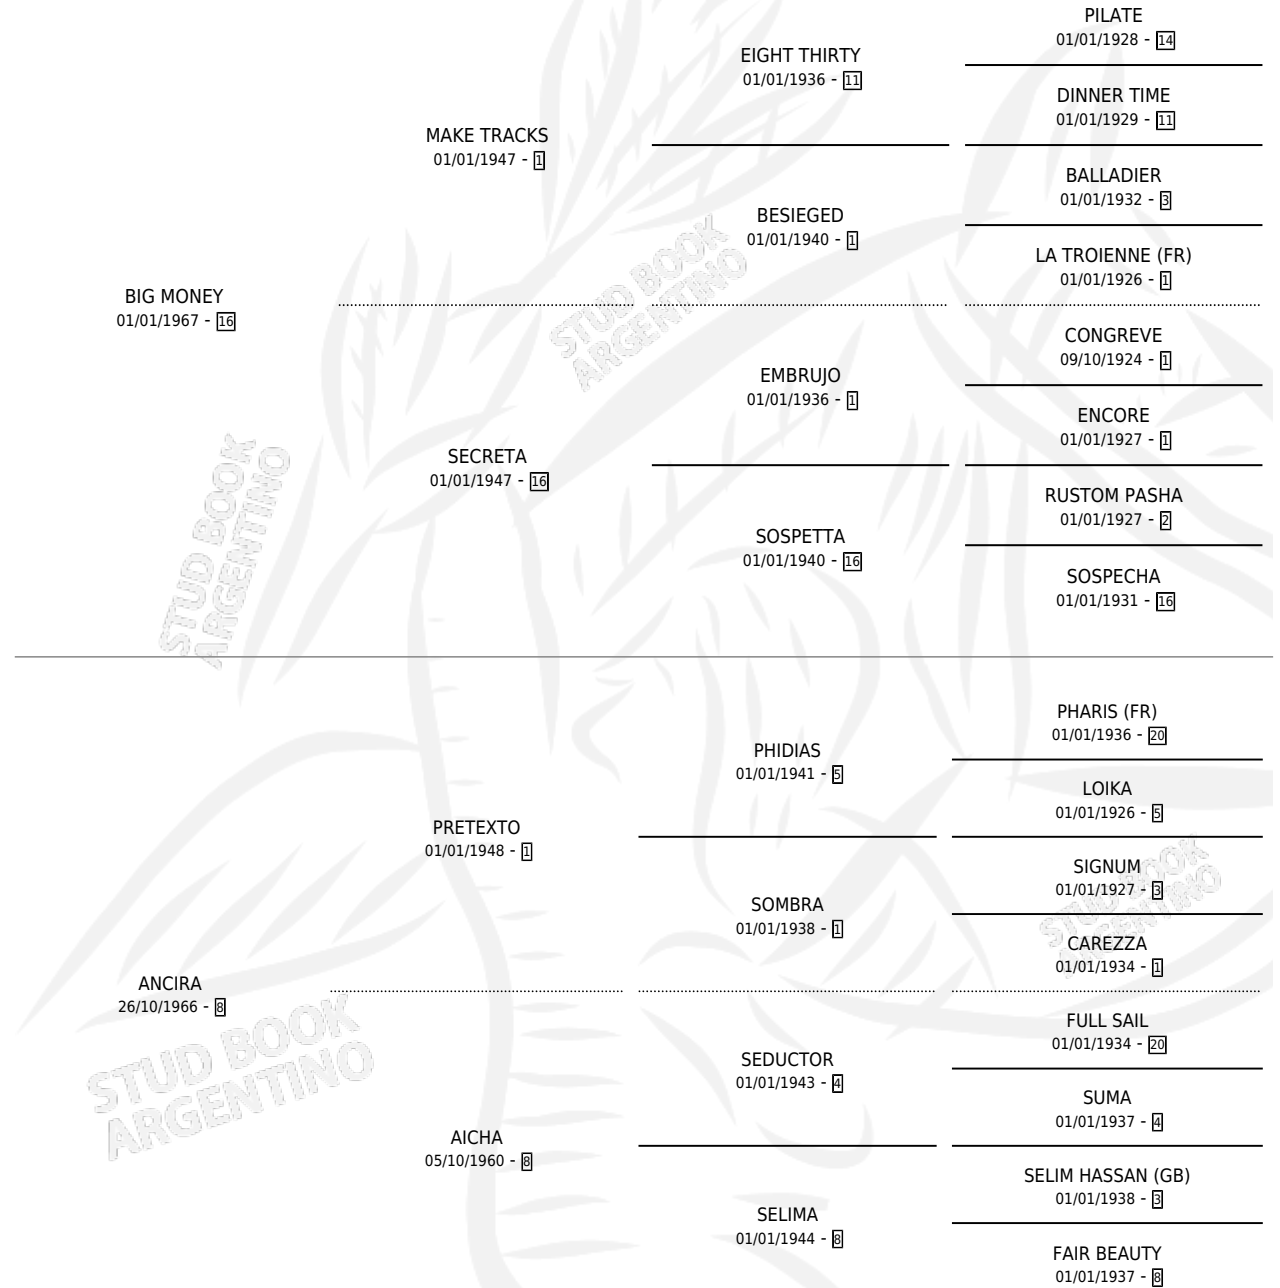 PILATE
01/01/1928 - 14
EIGHT THIRTY
01/01/1936 - 11
DINNER TIME
01/01/1929 - 11
MAKE TRACKS
01/01/1947 - 1
BALLADIER
01/01/1932 - 3
BESIEGED
01/01/1940 - 1
LA TROIENNE (FR)
01/01/1926 - 1
BIG MONEY
01/01/1967 - 16
STUD BOOK
ARGENTINO
CONGREVE
09/10/1924 - 1
EMBRUJO
01/01/1936 - 1
ENCORE
01/01/1927 - 1
SECRETA
01/01/1947 - 16
RUSTOM PASHA
01/01/1927 - 2
SOSPETTA
01/01/1940 - 16
SOSPECHA
01/01/1931 - 16
STUD BOOK
ARGENTINO
PHARIS (FR)
01/01/1936 - 20
PHIDIAS
01/01/1941 - 5
LOIKA
01/01/1926 - 5
PRETEXTO
01/01/1948 - 1
SIGNUM
01/01/1927 - 3
SOMBRA
01/01/1938 - 1
STUD BOOK
ARGENTINO
CAREZZA
01/01/1934 - 1
ANCIRA
26/10/1966 - 8
FULL SAIL
01/01/1934 - 20
STUD BOOK
ARGENTINO
SEDUCTOR
01/01/1943 - 4
SUMA
01/01/1937 - 4
AICHA
05/10/1960 - 8
SELIM HASSAN (GB)
01/01/1938 - 3
SELIMA
01/01/1944 - 8
FAIR BEAUTY
01/01/1937 - 8